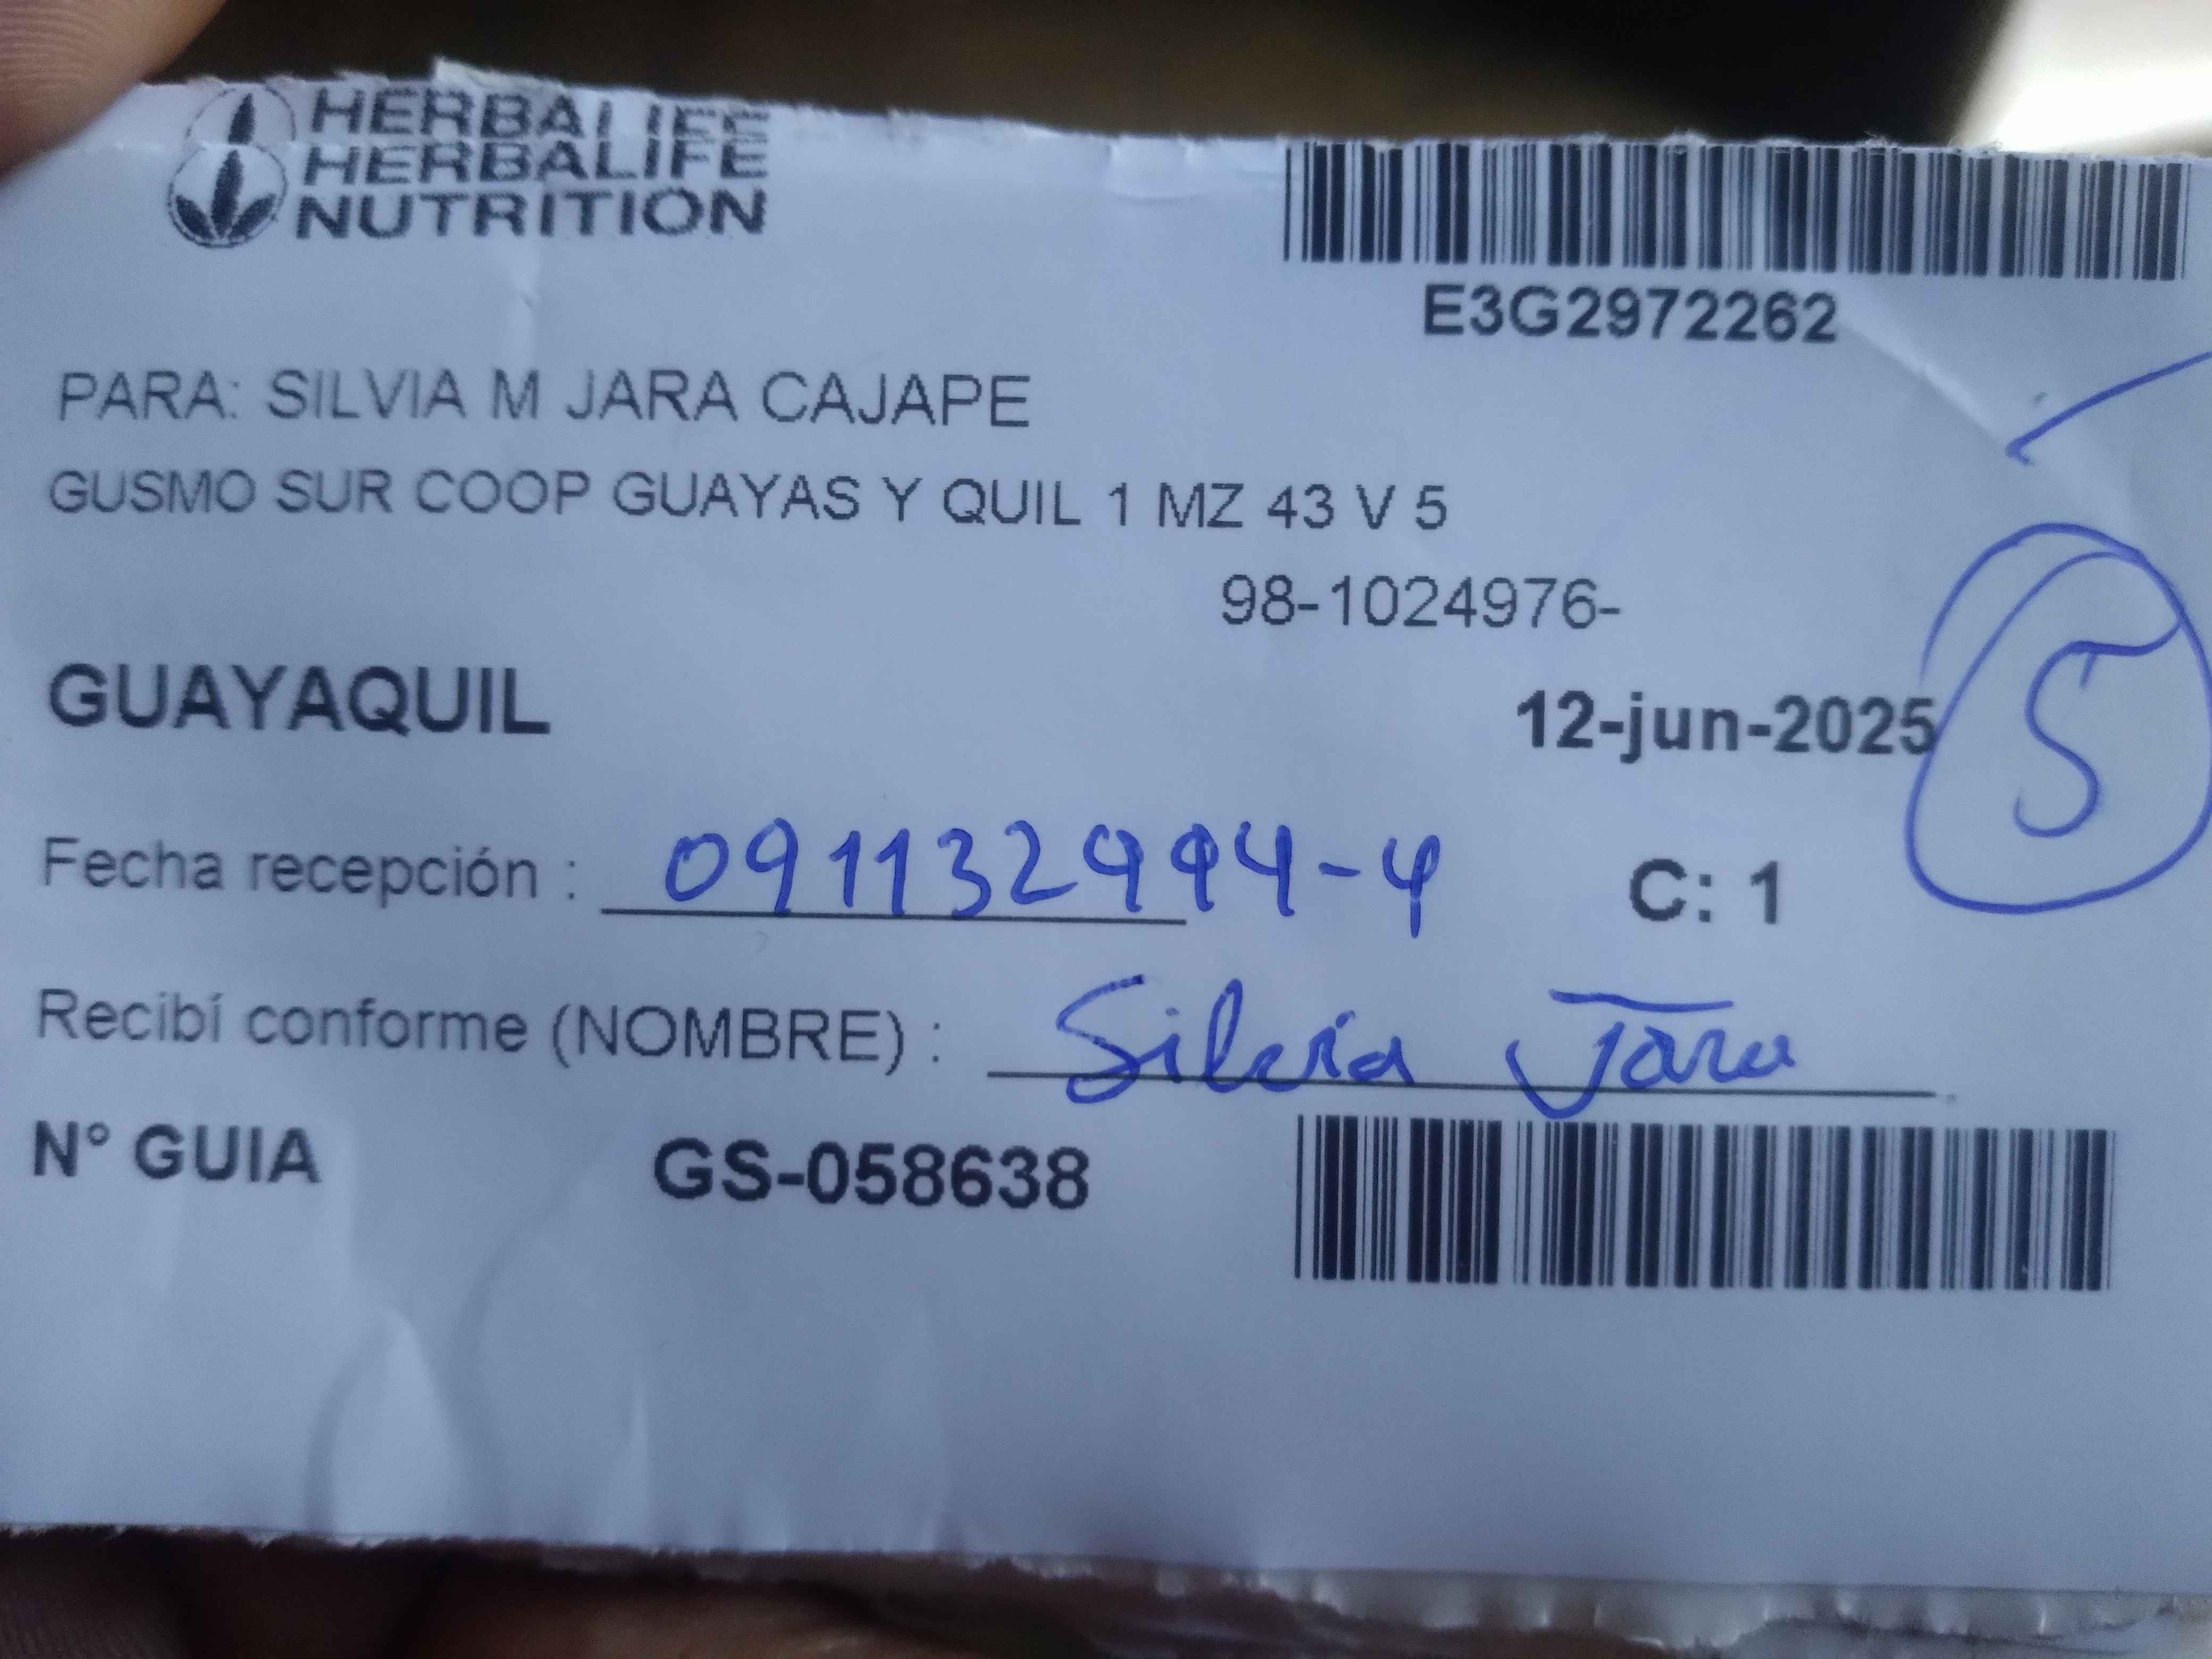 HERBALIFE
HERBALIFE
NUTRITION
E3G2972262
PARA: SILVIA M JARA CAJAPE
GUSMO SUR COOP GUAYAS Y QUIL 1 MZ 43 V 5
98-1024976-
GUAYAQUIL
12-jun-2025
5
Fecha recepción : 091132994-4
C: 1
Recibí conforme (NOMBRE) : Silvia Jara
N° GUIA GS-058638